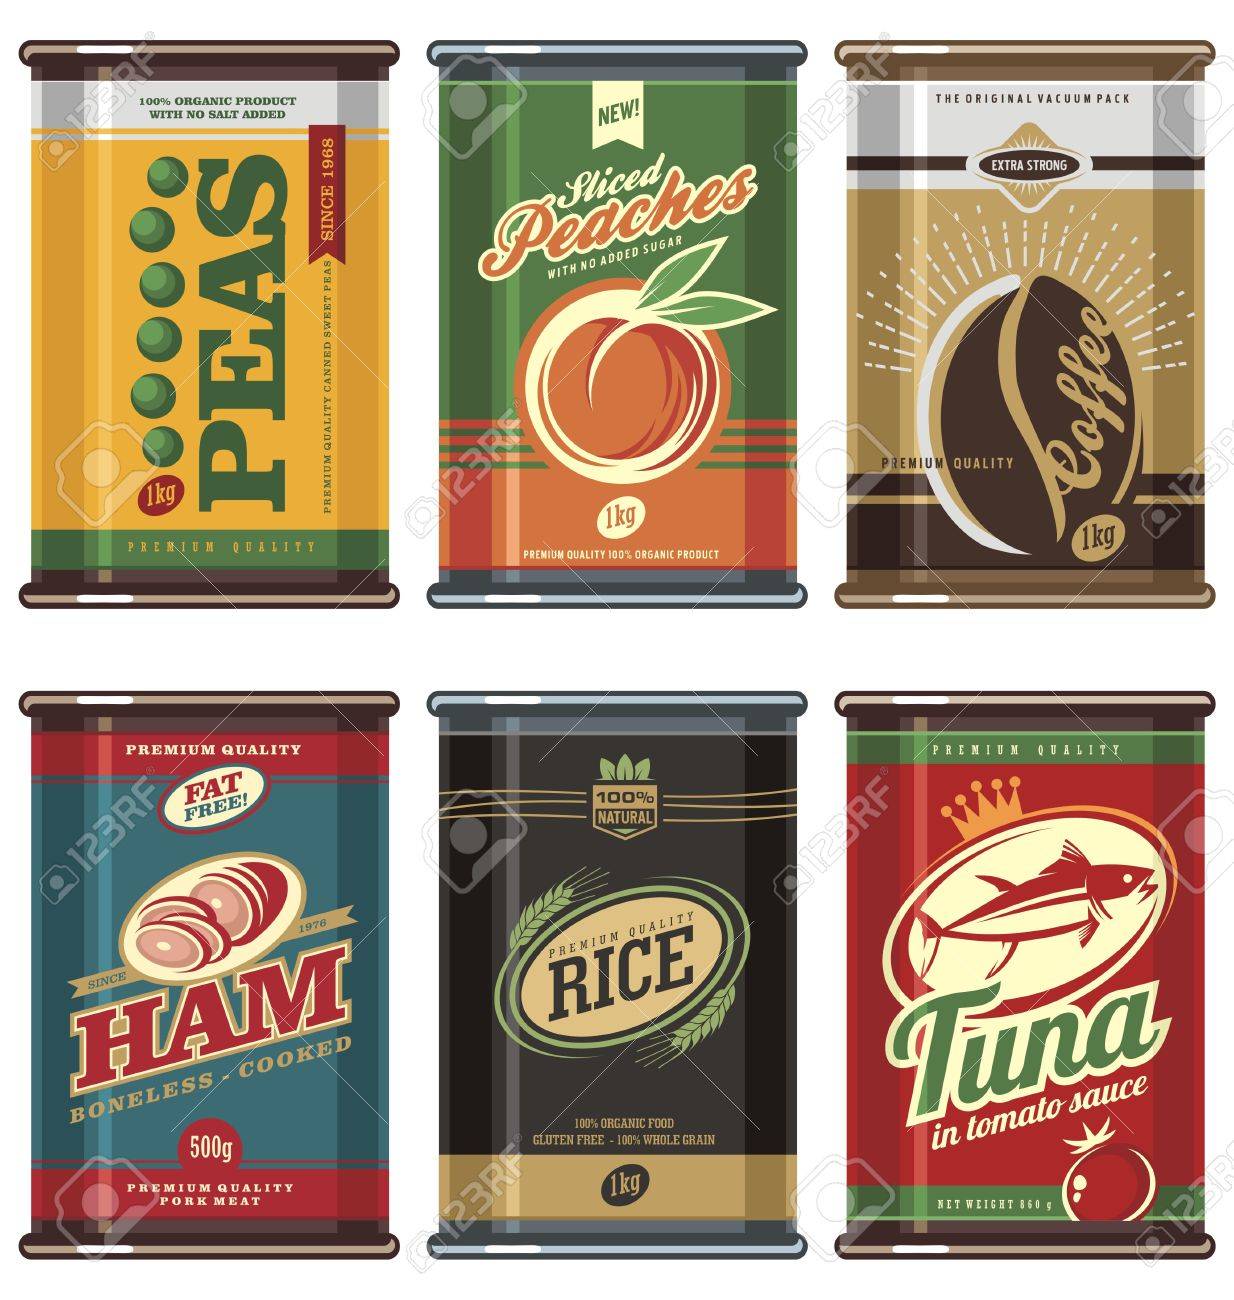 100% ORGANIC PRODUCT
WITH NO SALT ADDED
PEAS
SINCE 1968
PREMIUM QUALITY CANNED SWEET PEAS
1kg
PREMIUM QUALITY
NEW!
Sliced
Peaches
WITH NO ADDED SUGAR
1kg
PREMIUM QUALITY 100% ORGANIC PRODUCT
THE ORIGINAL VACUUM PACK
EXTRA STRONG
Coffee
PREMIUM QUALITY
1kg
PREMIUM QUALITY
FAT
FREE!
SINCE 1976
HAM
BONELESS - COOKED
500g
PREMIUM QUALITY
PORK MEAT
100%
NATURAL
PREMIUM QUALITY
RICE
100% ORGANIC FOOD
GLUTEN FREE - 100% WHOLE GRAIN
1kg
PREMIUM QUALITY
Tuna
in tomato sauce
NET WEIGHT 860 g
123RF